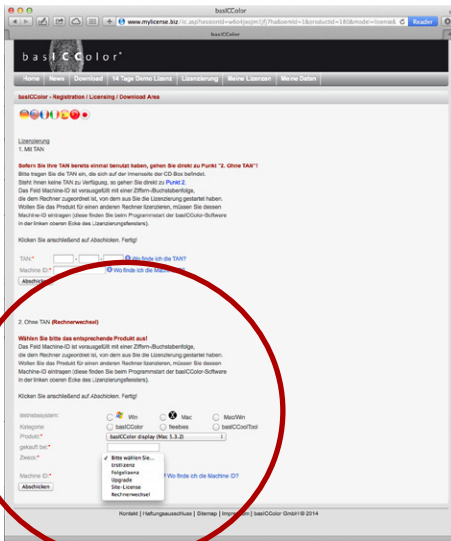 basICColor
www.mylicense.biz
Reader
basICColor
basICColor
Home News Download 14 Tage Demo Lizenz Lizenzierung Meine Lizenzen Meine Daten
basICColor - Registration / Licensing / Download Area
Lizenzierung
1. Mit TAN
Sofern Sie Ihre TAN bereits einmal benutzt haben, gehen Sie direkt zu Punkt "2. Ohne TAN"!
Bitte tragen Sie die TAN ein, die sich auf der Innenseite der CD-Box befindet.
Steht Ihnen keine TAN zu Verfügung, so gehen Sie direkt zu Punkt 2.
Das Feld Machine-ID ist vorausgefüllt mit einer Ziffern-/Buchstabenfolge,
die dem Rechner zugeordnet ist, von dem aus Sie die Lizenzierung gestartet haben.
Wollen Sie das Produkt für einen anderen Rechner lizenzieren, müssen Sie dessen
Machine-ID eintragen (diese finden Sie beim Programmstart der basICColor-Software
in der linken oberen Ecke des Lizenzierungsfensters).
Klicken Sie anschließend auf Abschicken. Fertig!
TAN:* - - Wo finde ich die TAN?
Machine ID:* Wo finde ich die Machine ID?
Abschicken
2. Ohne TAN (Rechnerwechsel)
Wählen Sie bitte das entsprechende Produkt aus!
Das Feld Machine-ID ist vorausgefüllt mit einer Ziffern-/Buchstabenfolge,
die dem Rechner zugeordnet ist, von dem aus Sie die Lizenzierung gestartet haben.
Wollen Sie das Produkt für einen anderen Rechner lizenzieren, müssen Sie dessen
Machine-ID eintragen (diese finden Sie beim Programmstart der basICColor-Software
in der linken oberen Ecke des Lizenzierungsfensters).
Klicken Sie anschließend auf Abschicken. Fertig!
Betriebssystem: Win Mac Mac/Win
Kategorie basICColor freebies basICCoolTool
Produkt:* basICColor display (Mac 5.3.2)
gekauft bei:*
Zweck:* ✓ Bitte wählen Sie...
Erstlizenz
Folgelizenz
Upgrade
Site-License
Rechnerwechsel
Machine ID:* Wo finde ich die Machine ID?
Abschicken
Kontakt | Haftungsausschluss | Sitemap | Impressum | basICColor GmbH © 2014